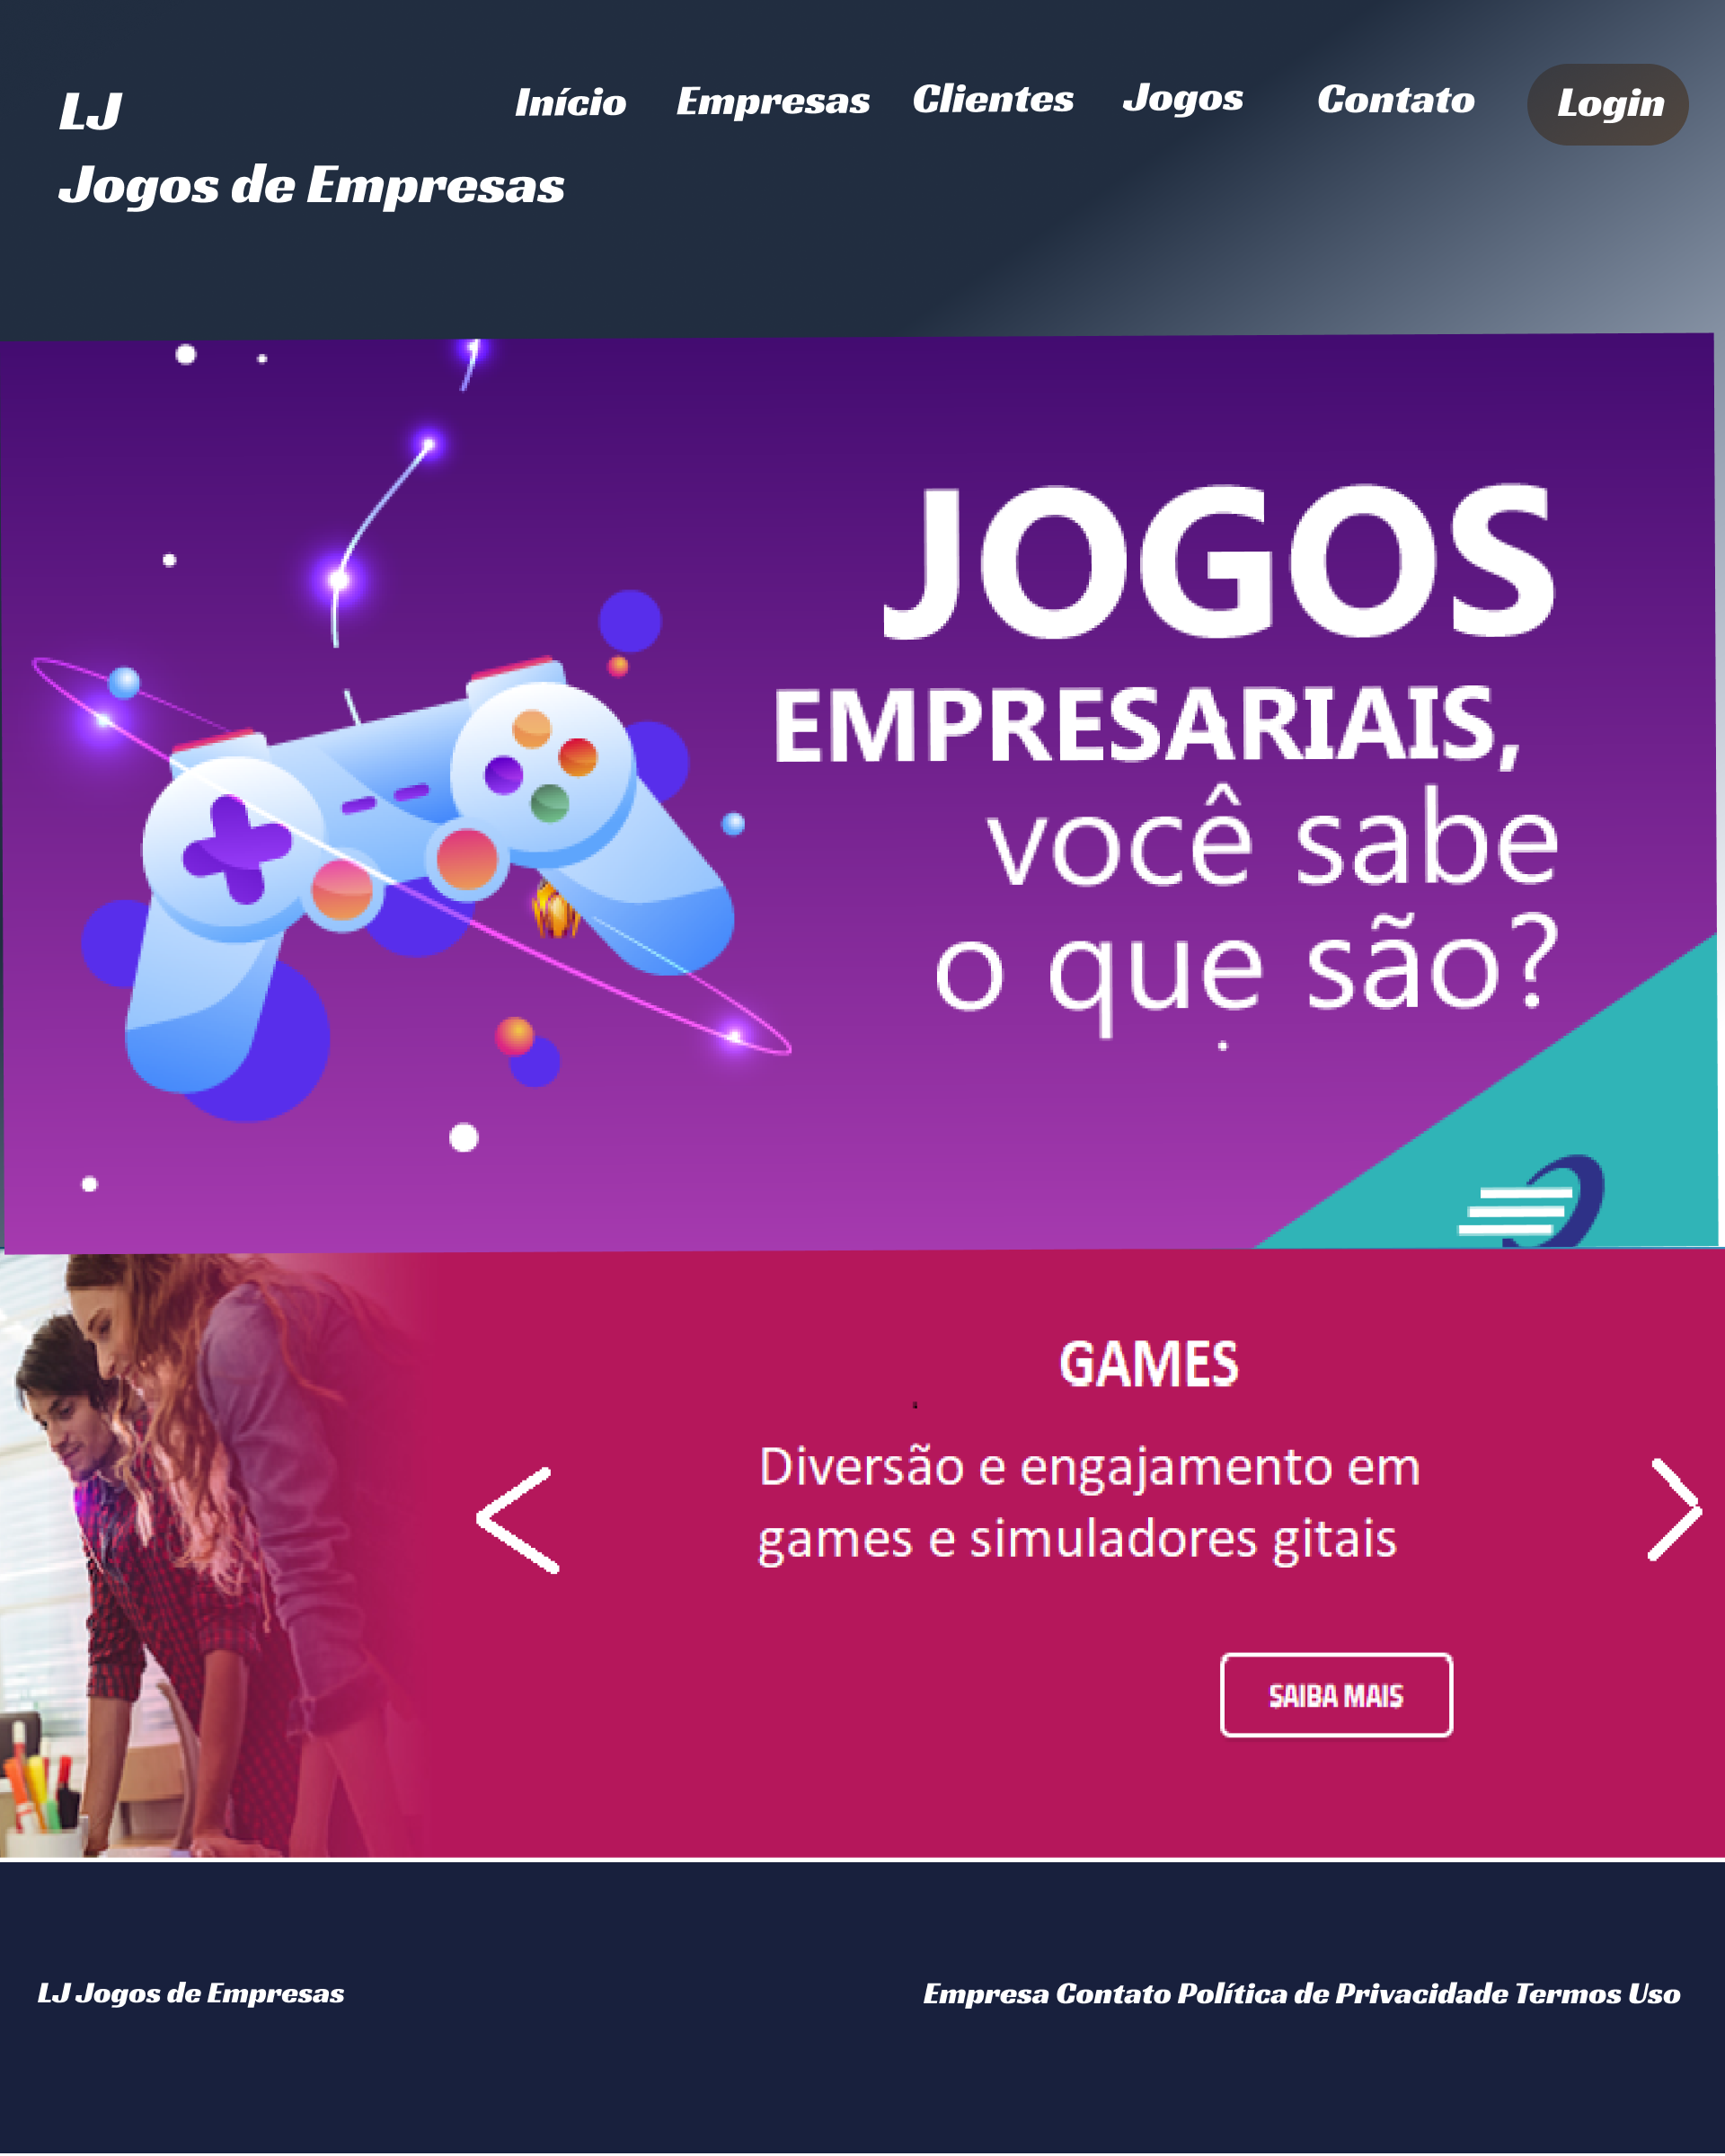 LJ
Jogos de Empresas
Início Empresas Clientes Jogos Contato Login
JOGOS
EMPRESARIAIS,
você sabe
o que são?
GAMES
Diversão e engajamento em
games e simuladores gitais
SAIBA MAIS
LJ Jogos de Empresas
Empresa Contato Política de Privacidade Termos Uso